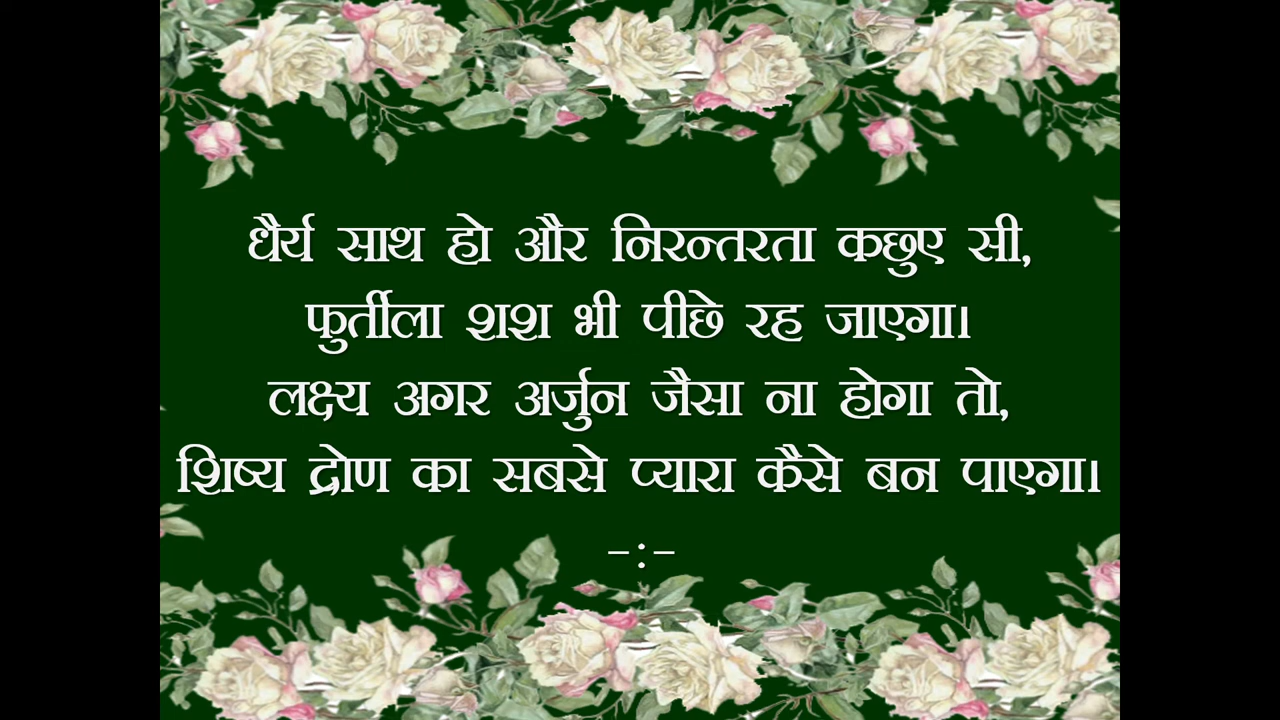 धैर्य साथ हो और निरन्तरता कछुए सी,
फुर्तीला शश भी पीछे रह जाएगा।
लक्ष्य अगर अर्जुन जैसा ना होगा तो,
शिष्य द्रोण का सबसे प्यारा कैसे बन पाएगा।
-:-